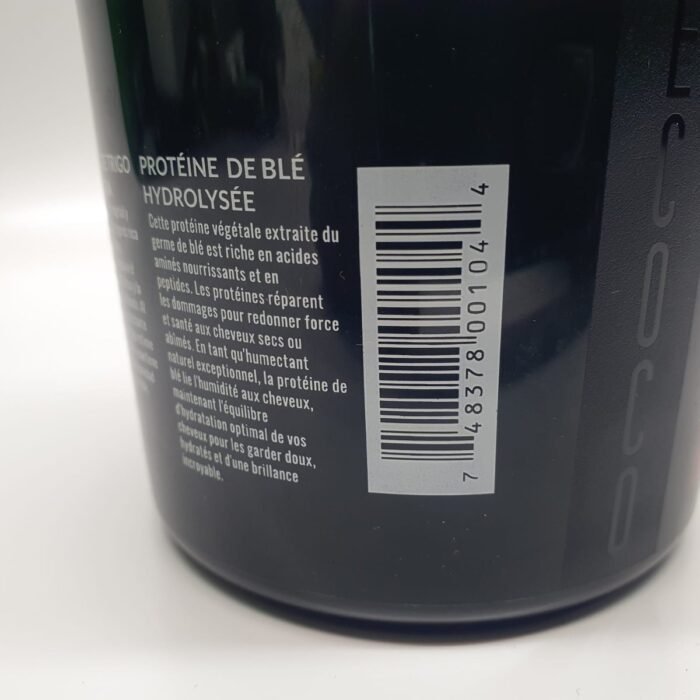 TRIGO
PROTÉINE DE BLÉ
HYDROLYSÉE
Cette protéine végétale extraite du
germe de blé est riche en acides
aminés nourrissants et en
peptides. Les protéines réparent
les dommages pour redonner force
et santé aux cheveux secs ou
abîmés. En tant qu'humectant
naturel exceptionnel, la protéine de
blé lie l'humidité aux cheveux,
maintenant l'équilibre
d'hydratation optimal de vos
cheveux pour les garder doux,
hydratés et d'une brillance
incroyable.
7 48378 00104 4